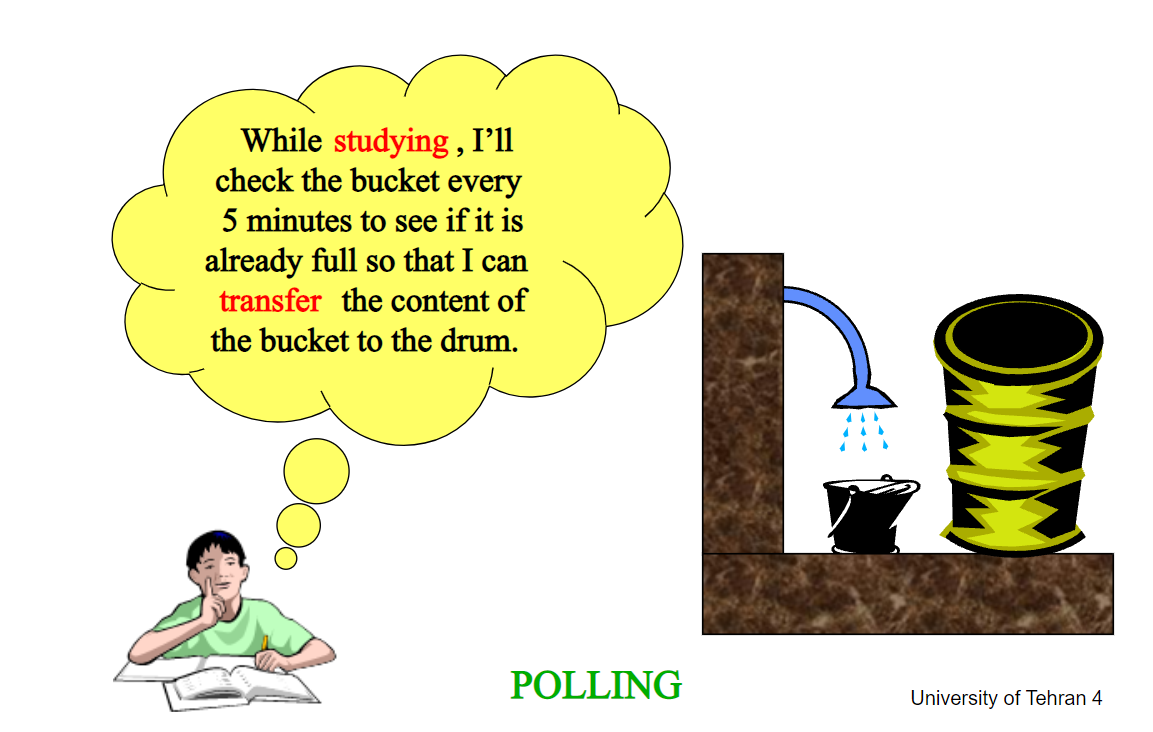 While studying , I’ll
check the bucket every
5 minutes to see if it is
already full so that I can
transfer the content of
the bucket to the drum.
POLLING
University of Tehran 4